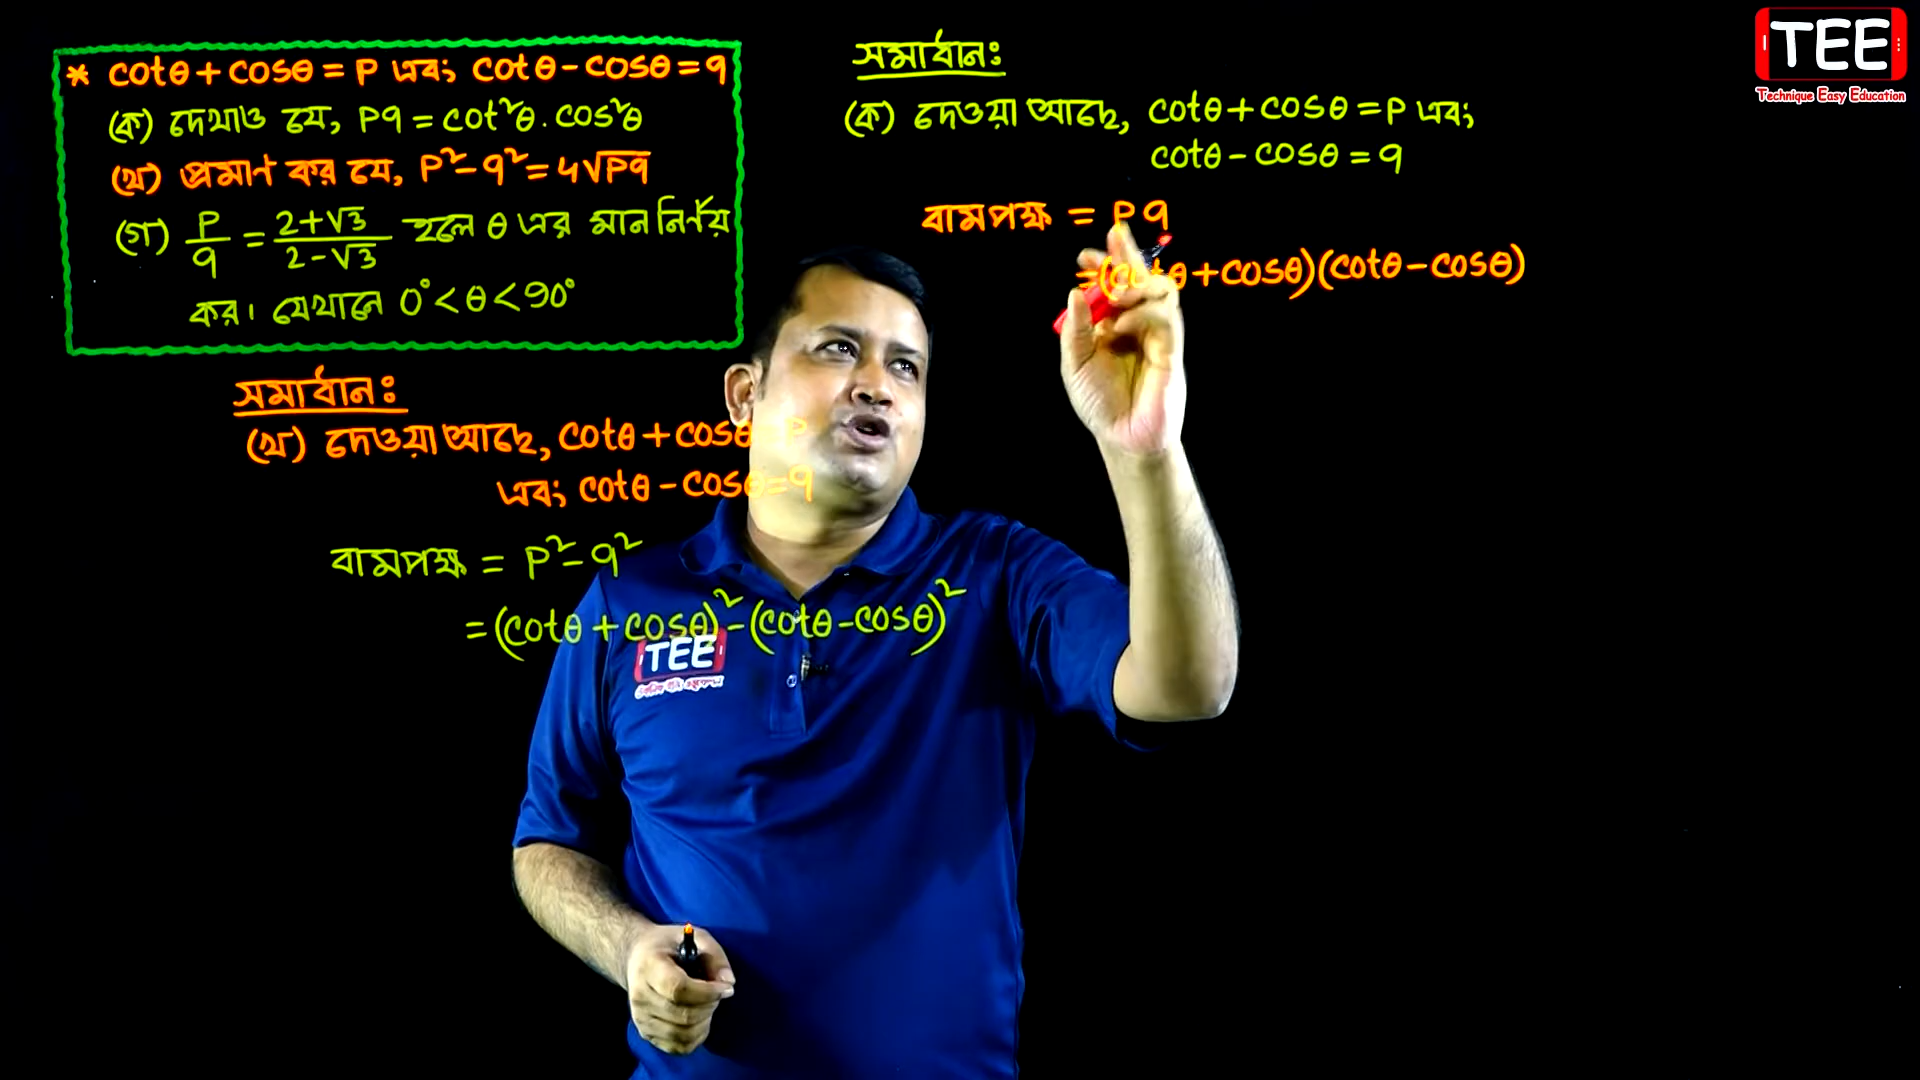 * cotθ + cosθ = P এবং cotθ - cosθ = q
(ক) দেখাও যে, Pq = cot²θ . cos²θ
(খ) প্রমাণ কর যে, P² - q² = 4√Pq
(গ) P/q = (2+√3)/(2-√3) হলে θ এর মান নির্ণয়
কর। যেখানে 0° < θ < 90°
সমাধানঃ
(খ) দেওয়া আছে, cotθ + cosθ = P
এবং cotθ - cosθ = q
বামপক্ষ = P² - q²
= (cotθ + cosθ)² - (cotθ - cosθ)²
সমাধানঃ
(ক) দেওয়া আছে, cotθ + cosθ = P এবং
cotθ - cosθ = q
বামপক্ষ = Pq
= (cotθ + cosθ)(cotθ - cosθ)
TEE
Technique Easy Education
TEE